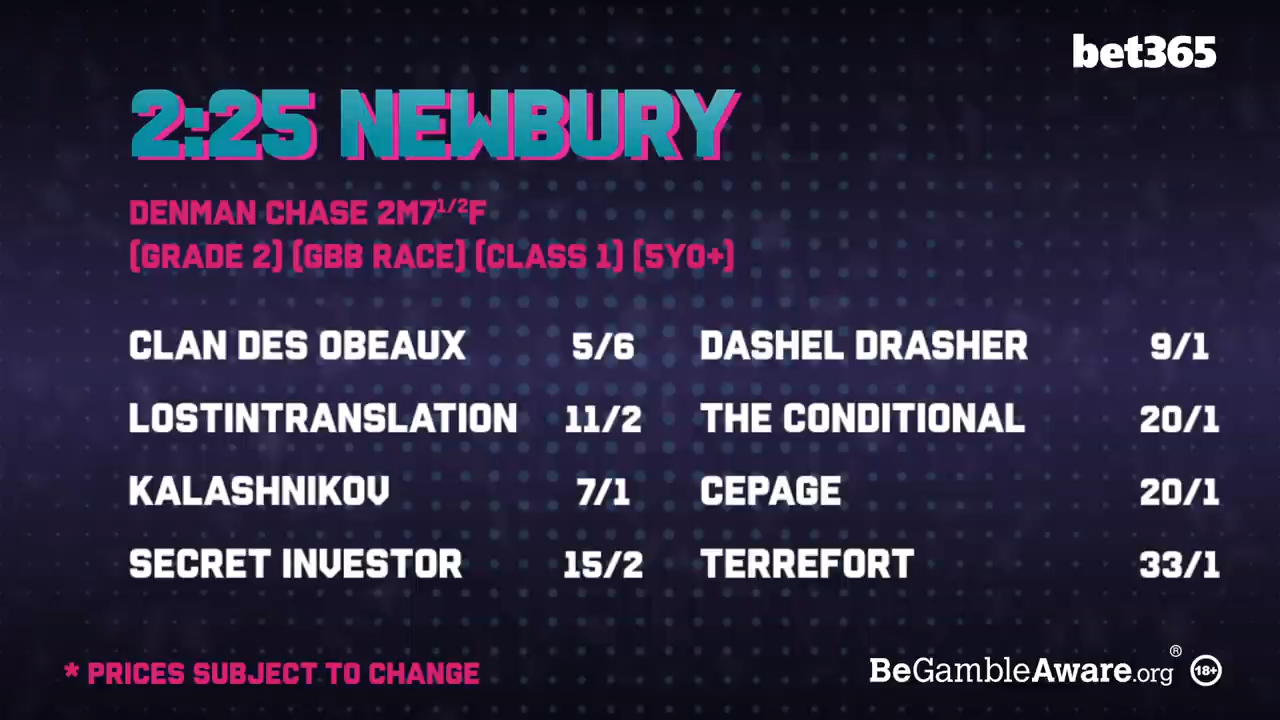 bet365
2:25 NEWBURY
DENMAN CHASE 2M7 1/2F
(GRADE 2) (GBB RACE) (CLASS 1) (5YO+)
CLAN DES OBEAUX 5/6 DASHEL DRASHER 9/1
LOSTINTRANSLATION 11/2 THE CONDITIONAL 20/1
KALASHNIKOV 7/1 CEPAGE 20/1
SECRET INVESTOR 15/2 TERREFORT 33/1
* PRICES SUBJECT TO CHANGE BeGambleAware.org ® 18+